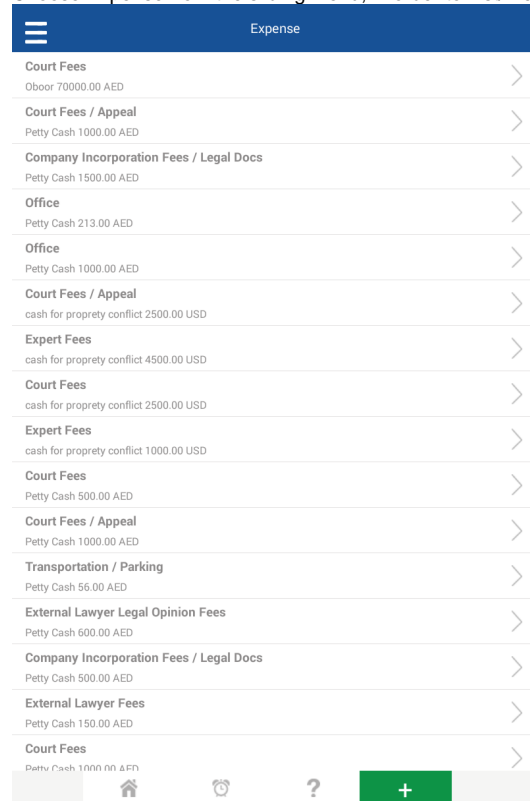 Expense
Court Fees
Oboor 70000.00 AED
Court Fees / Appeal
Petty Cash 1000.00 AED
Company Incorporation Fees / Legal Docs
Petty Cash 1500.00 AED
Office
Petty Cash 213.00 AED
Office
Petty Cash 1000.00 AED
Court Fees / Appeal
cash for proprety conflict 2500.00 USD
Expert Fees
cash for proprety conflict 4500.00 USD
Court Fees
cash for proprety conflict 2500.00 USD
Expert Fees
cash for proprety conflict 1000.00 USD
Court Fees
Petty Cash 500.00 AED
Court Fees / Appeal
Petty Cash 1000.00 AED
Transportation / Parking
Petty Cash 56.00 AED
External Lawyer Legal Opinion Fees
Petty Cash 600.00 AED
Company Incorporation Fees / Legal Docs
Petty Cash 500.00 AED
External Lawyer Fees
Petty Cash 150.00 AED
Court Fees
Petty Cash 1000.00 AED
? +